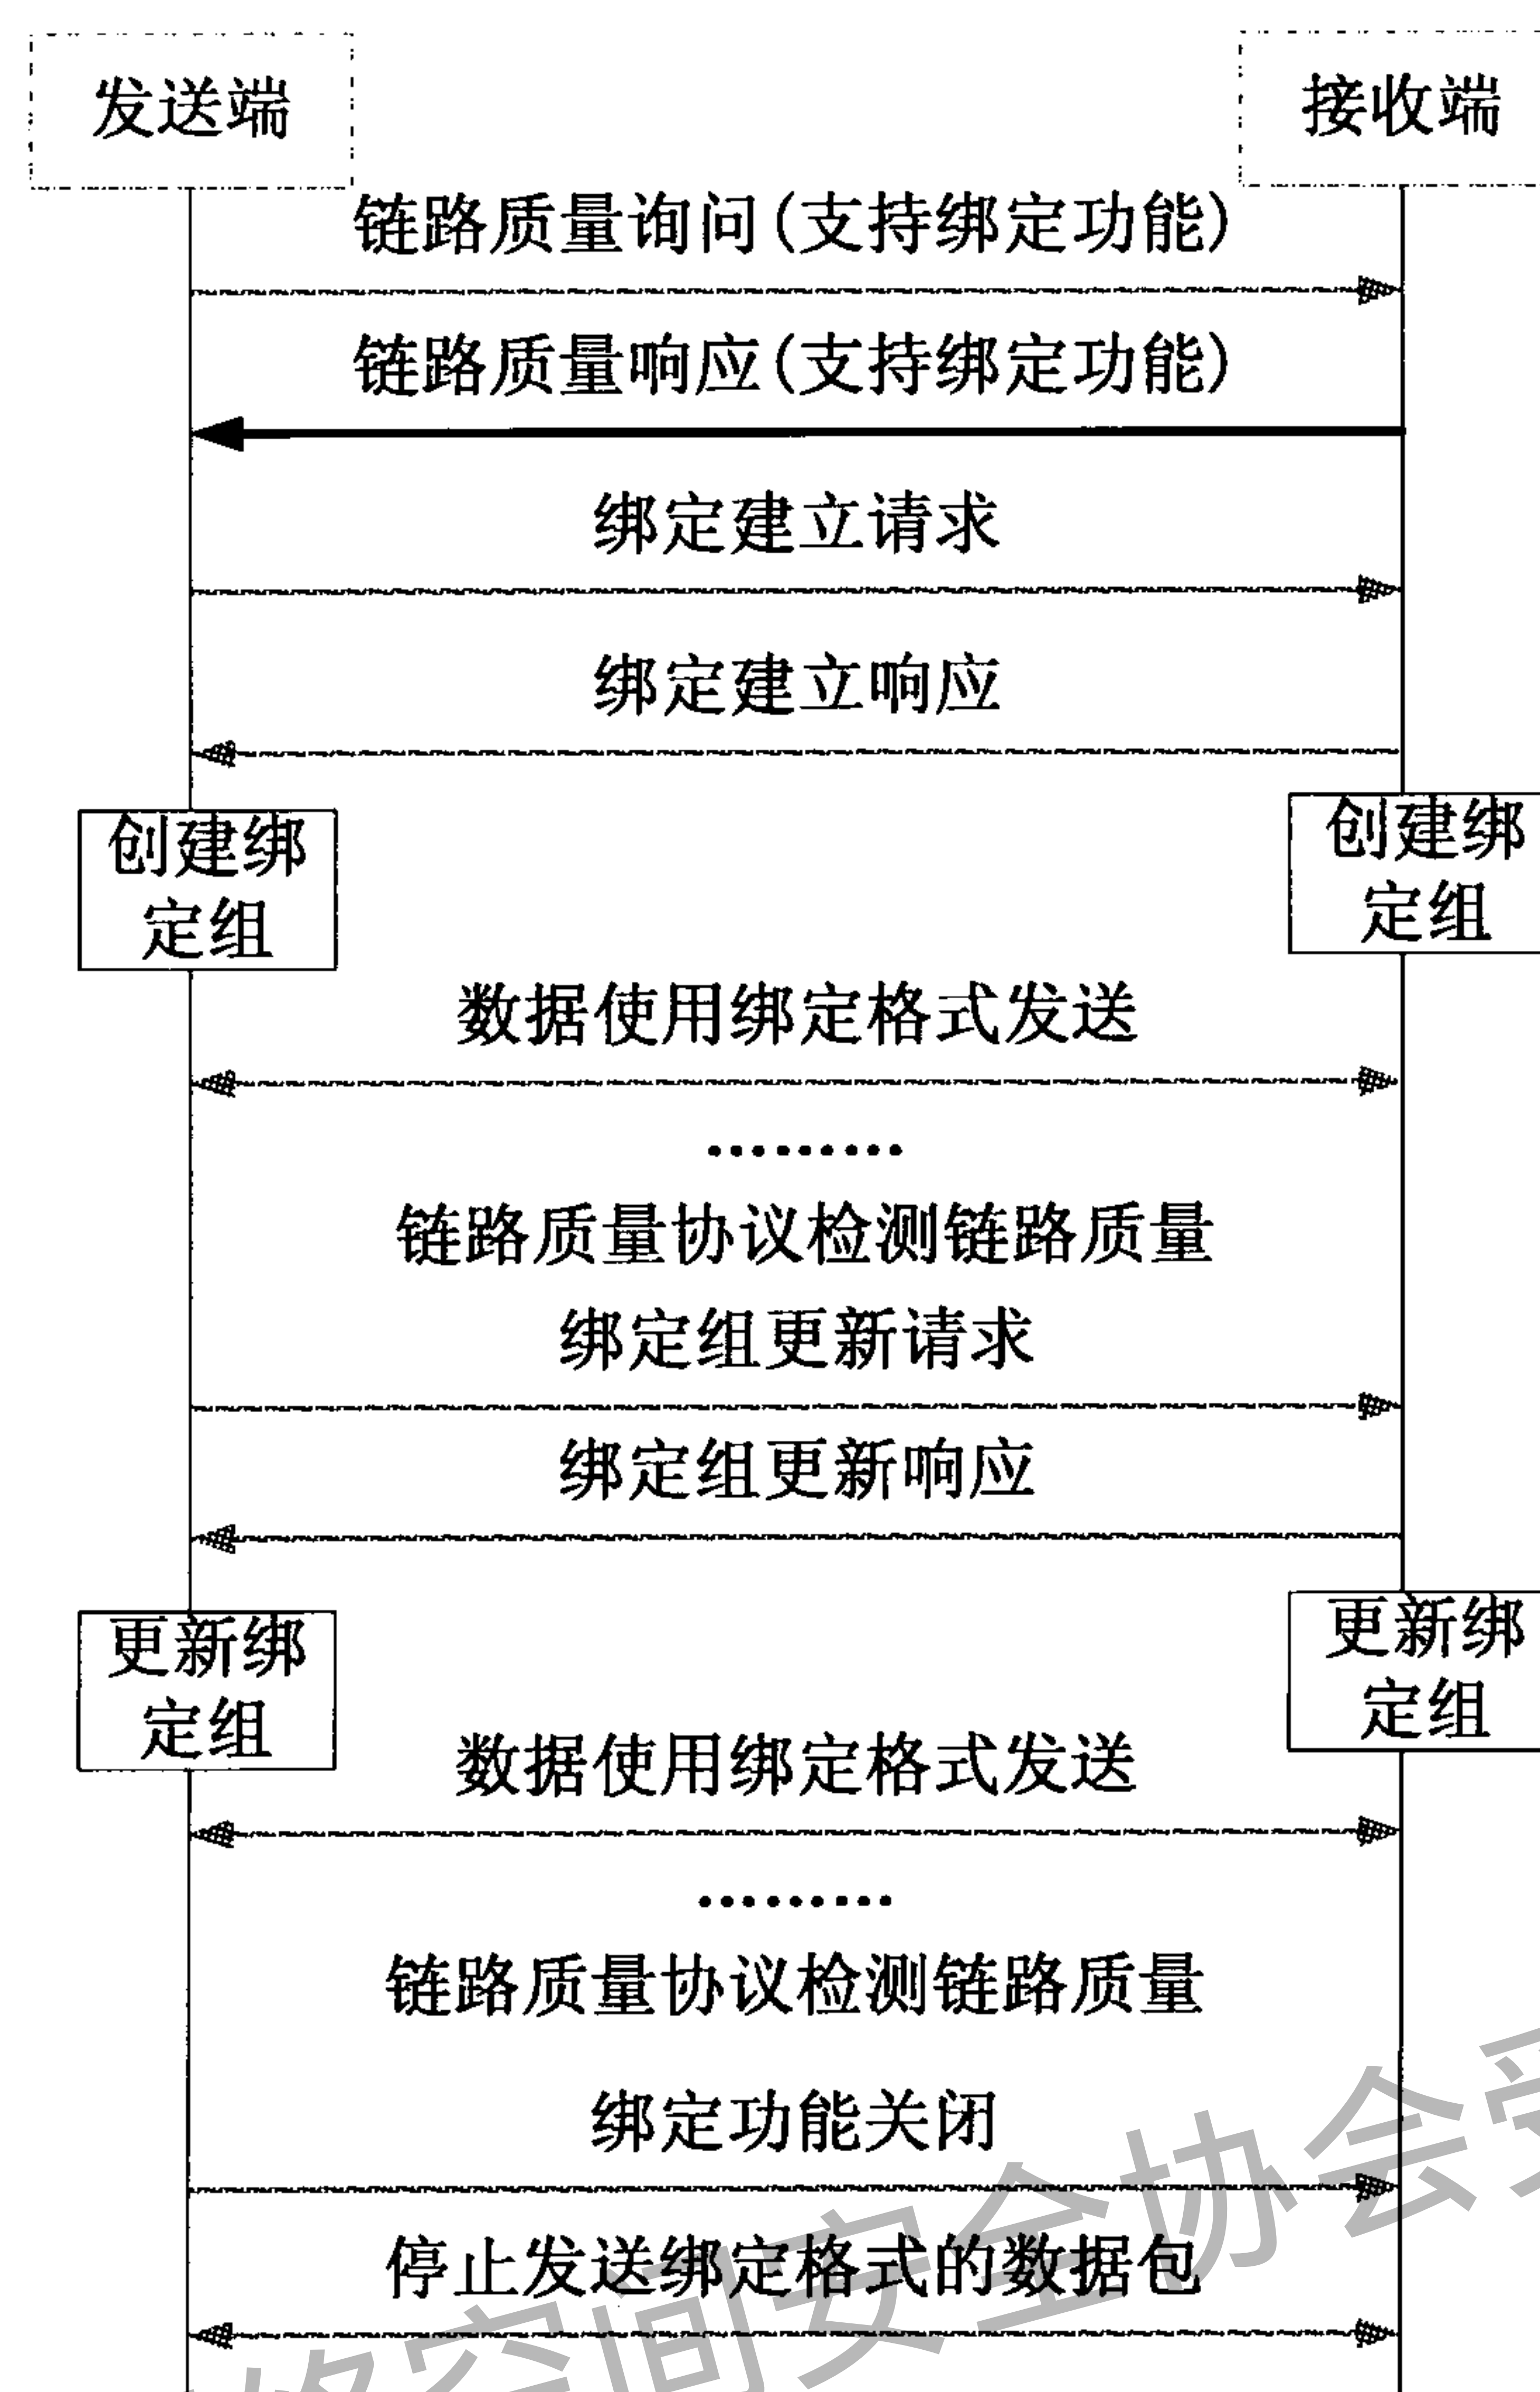 发送端
接收端
链路质量询问(支持绑定功能)
链路质量响应(支持绑定功能)
绑定建立请求
绑定建立响应
创建绑
定组
创建绑
定组
数据使用绑定格式发送
·········
链路质量协议检测链路质量
绑定组更新请求
绑定组更新响应
更新绑
定组
更新绑
定组
数据使用绑定格式发送
·········
链路质量协议检测链路质量
绑定功能关闭
停止发送绑定格式的数据包
空间安全协会